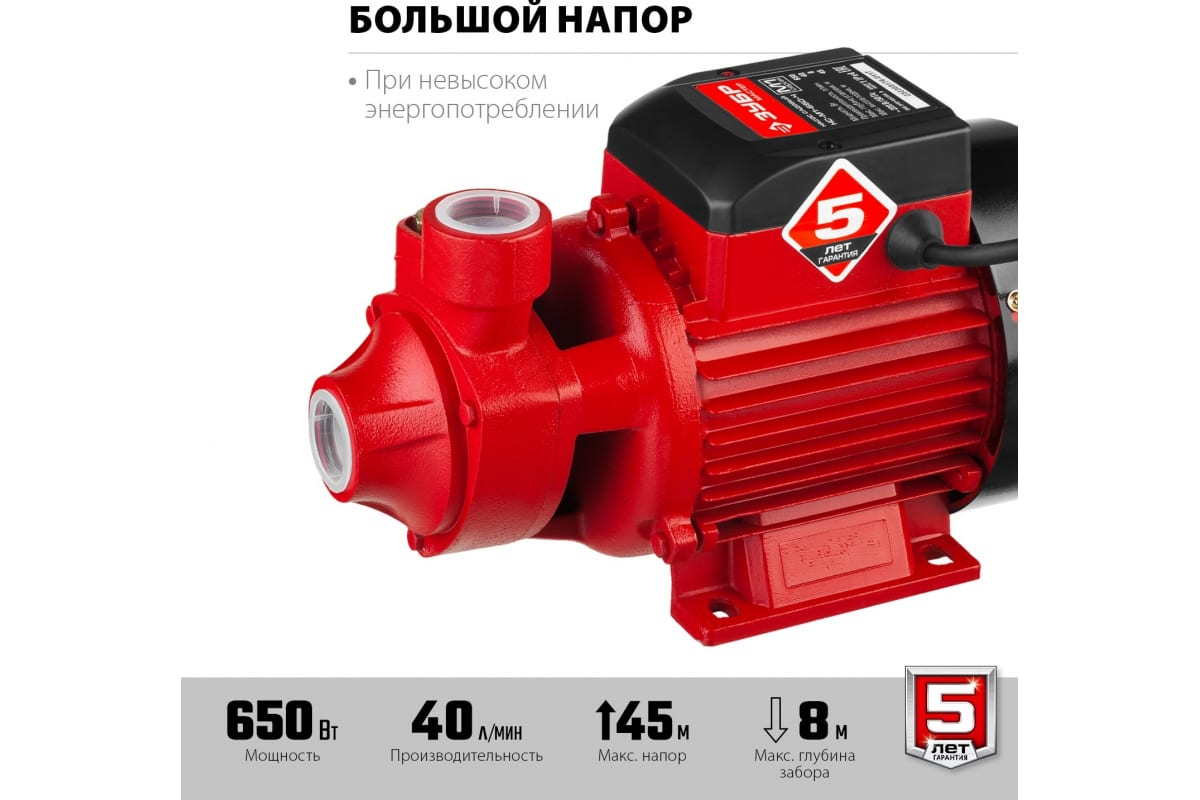 БОЛЬШОЙ НАПОР
• При невысоком
энергопотреблении
ЗУБР
МАСТЕР
5
ЛЕТ
ГАРАНТИЯ
650 Вт
Мощность
40 л/мин
Производительность
45 м
Макс. напор
8 м
Макс. глубина
забора
5
ЛЕТ
ГАРАНТИЯ